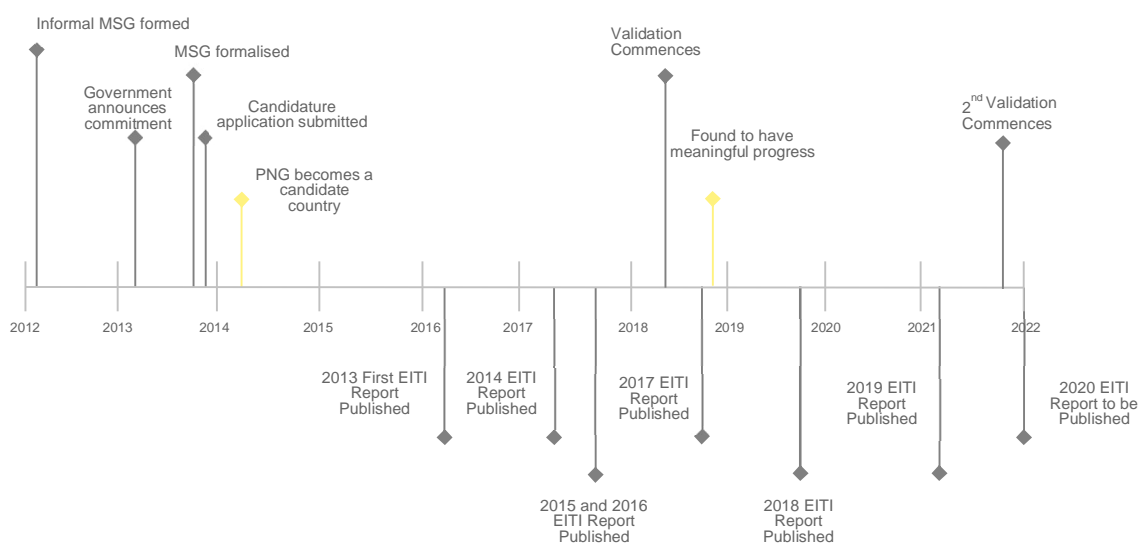 Informal MSG formed
MSG formalised
Government
announces
commitment
Candidature
application submitted
PNG becomes a
candidate
country
Validation
Commences
Found to have
meaningful progress
2nd Validation
Commences
2012
2013
2014
2015
2016
2017
2018
2019
2020
2021
2022
2013 First EITI
Report
Published
2014 EITI
Report
Published
2015 and 2016
EITI Report
Published
2017 EITI
Report
Published
2018 EITI
Report
Published
2019 EITI
Report
Published
2020 EITI
Report to be
Published